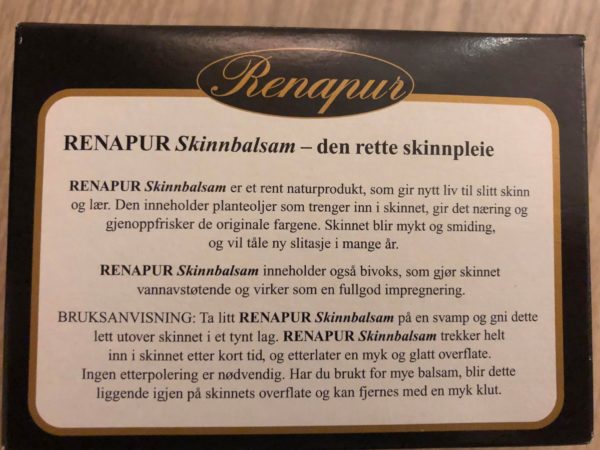 Renapur
RENAPUR Skinnbalsam – den rette skinnpleie
RENAPUR Skinnbalsam er et rent naturprodukt, som gir nytt liv til slitt skinn
og lær. Den inneholder planteoljer som trenger inn i skinnet, gir det næring og
gjenoppfrisker de originale fargene. Skinnet blir mykt og smiding,
og vil tåle ny slitasje i mange år.
RENAPUR Skinnbalsam inneholder også bivoks, som gjør skinnet
vannavstøtende og virker som en fullgod impregnering.
BRUKSANVISNING: Ta litt RENAPUR Skinnbalsam på en svamp og gni dette
lett utover skinnet i et tynt lag. RENAPUR Skinnbalsam trekker helt
inn i skinnet etter kort tid, og etterlater en myk og glatt overflate.
Ingen etterpolering er nødvendig. Har du brukt for mye balsam, blir dette
liggende igjen på skinnets overflate og kan fjernes med en myk klut.